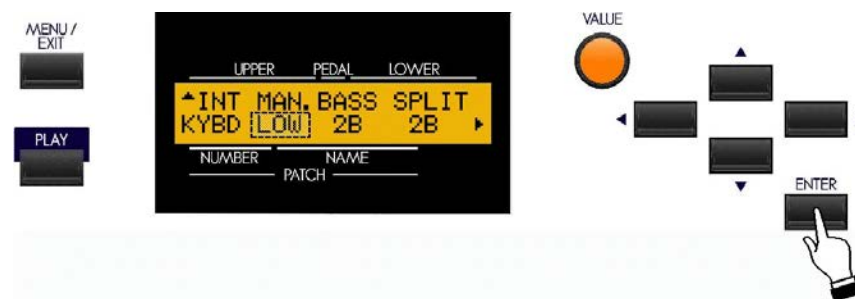 MENU /
EXIT
PLAY
UPPER PEDAL LOWER
INT MAN. BASS SPLIT
KYBD LOW 2B 2B
NUMBER NAME
PATCH
VALUE
ENTER